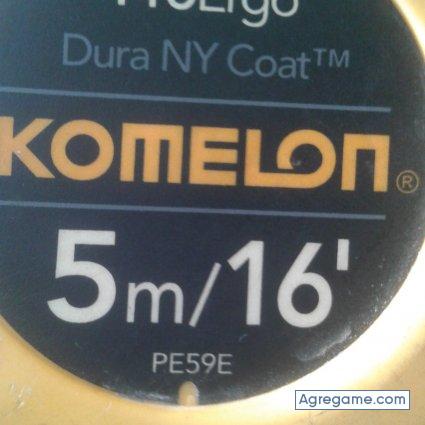 ProErgo
Dura NY Coat™
KOMELON®
5m/16'
PE59E
Agregame.com